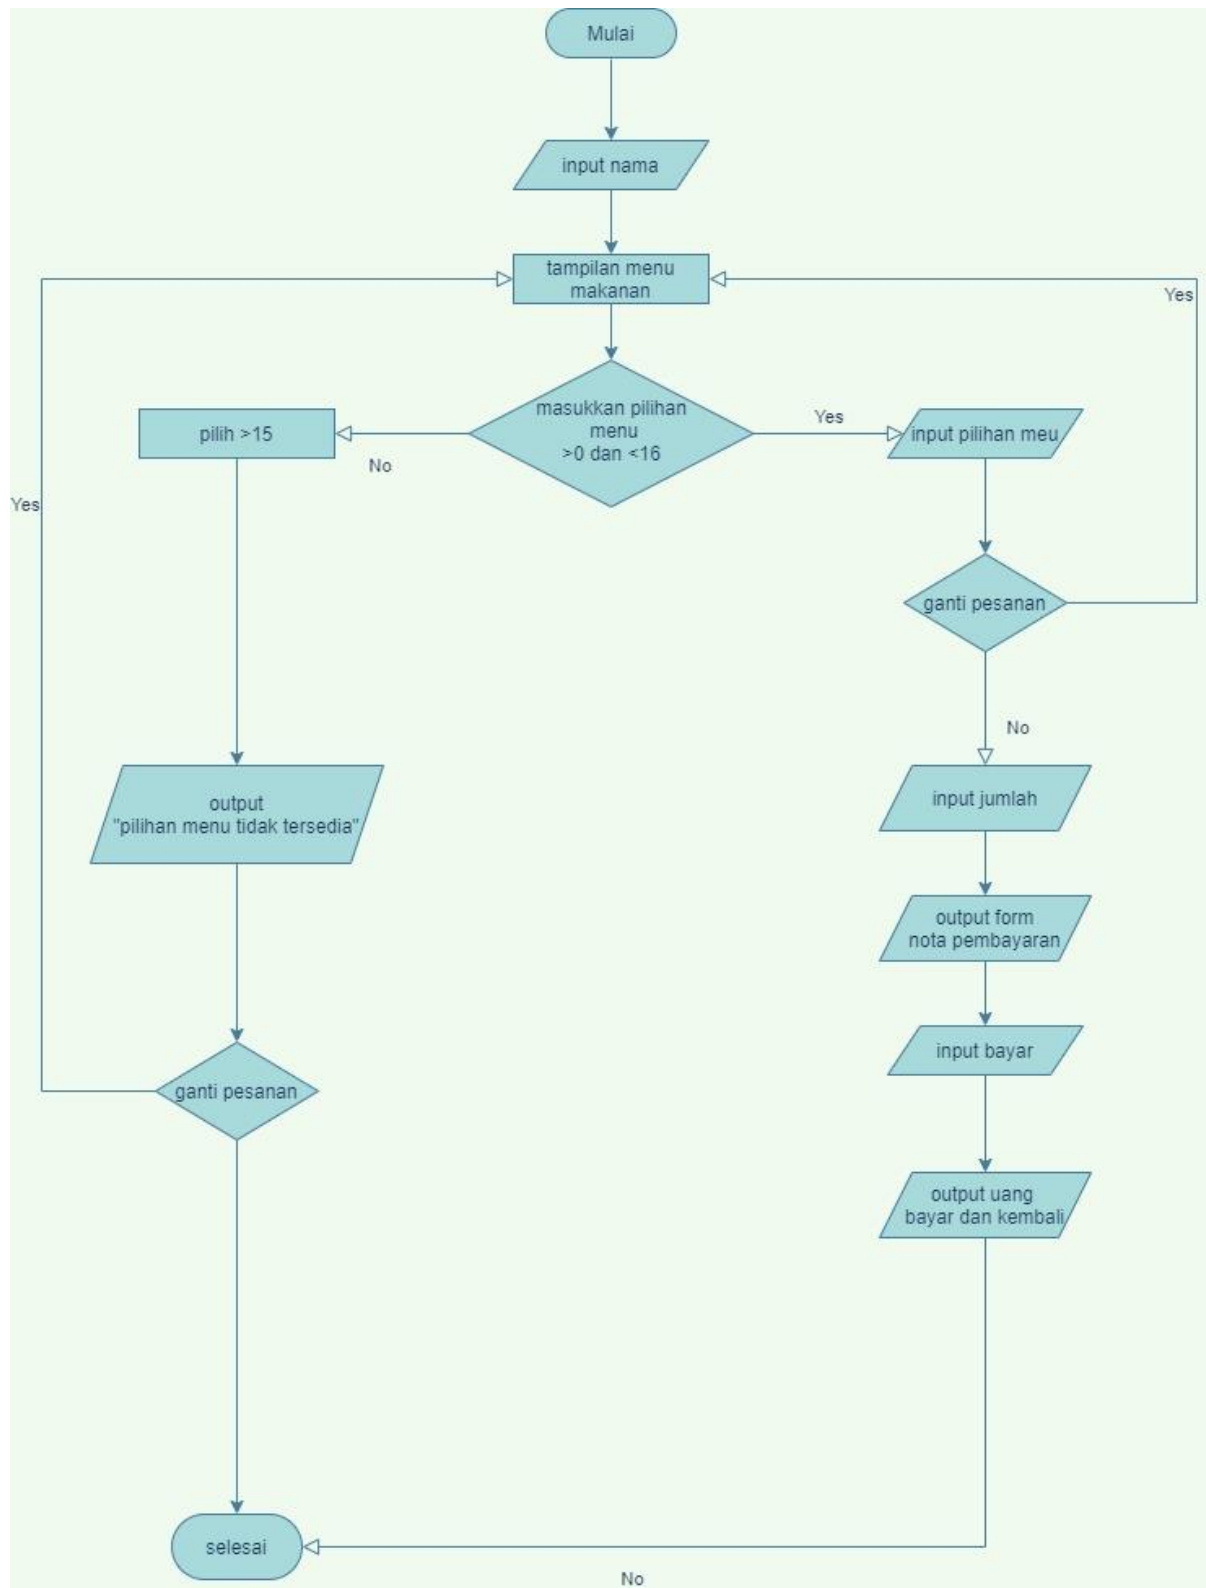 Mulai
input nama
tampilan menu
makanan
Yes
masukkan pilihan
menu
>0 dan <16
pilih >15
No
Yes
input pilihan meu
Yes
ganti pesanan
No
output
"pilihan menu tidak tersedia"
input jumlah
output form
nota pembayaran
input bayar
ganti pesanan
output uang
bayar dan kembali
selesai
No